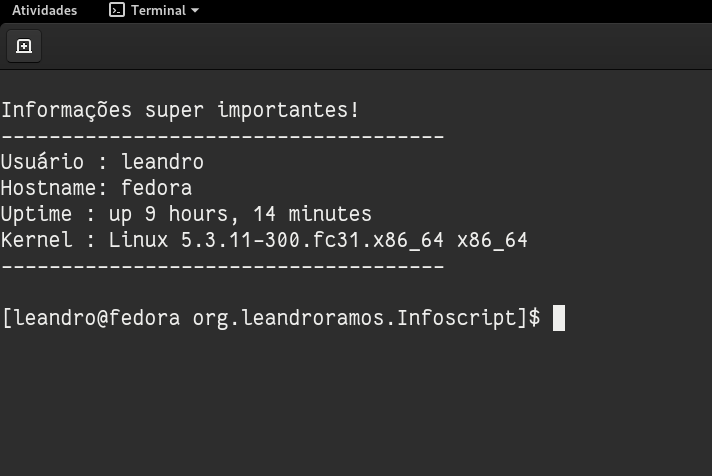 Atividades Terminal
Informações super importantes!
-------------------------------------
Usuário : leandro
Hostname: fedora
Uptime : up 9 hours, 14 minutes
Kernel : Linux 5.3.11-300.fc31.x86_64 x86_64
-------------------------------------
[leandro@fedora org.leandroramos.Infoscript]$